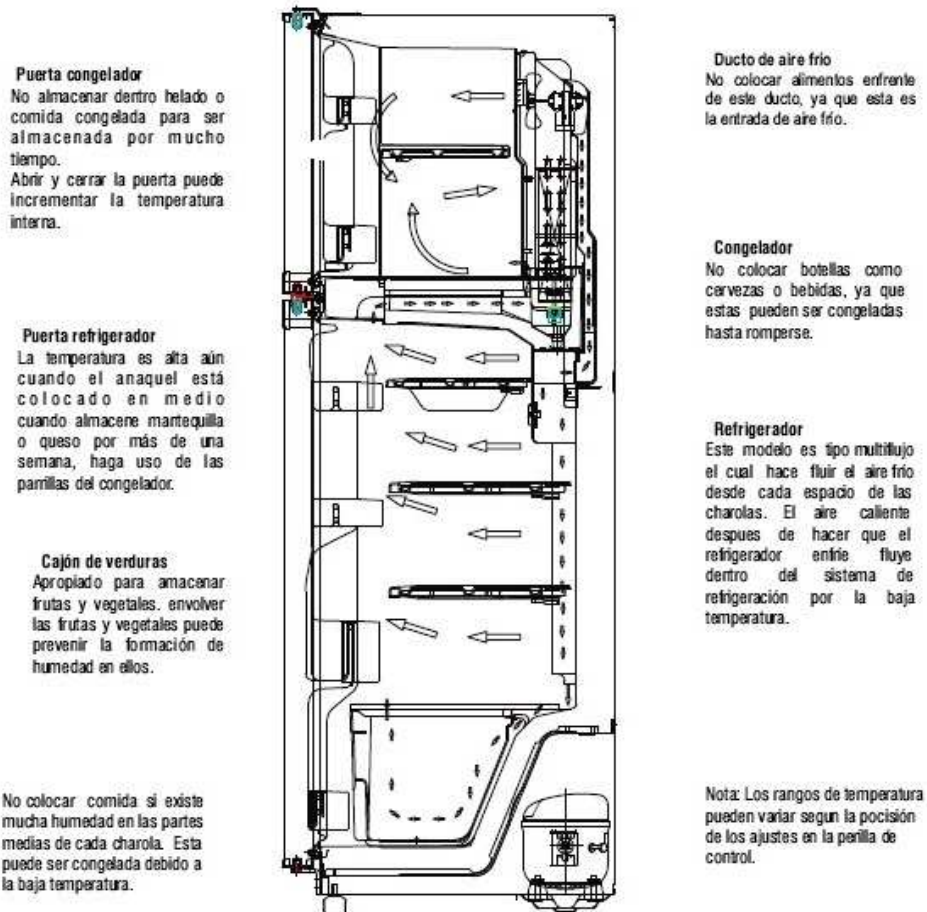 Puerta congelador
No almacenar dentro helado o
comida congelada para ser
almacenada por mucho
tiempo.
Abrir y cerrar la puerta puede
incrementar la temperatura
interna.
Puerta refrigerador
La temperatura es alta aún
cuando el anaquel está
colocado en medio
cuando almacene mantequilla
o queso por más de una
semana, haga uso de las
parrillas del congelador.
Cajón de verduras
Apropiado para amacenar
frutas y vegetales. envolver
las frutas y vegetales puede
prevenir la formación de
humedad en ellos.
No colocar comida si existe
mucha humedad en las partes
medias de cada charola. Esta
puede ser congelada debido a
la baja temperatura.
Ducto de aire frio
No colocar alimentos enfrente
de este ducto, ya que esta es
la entrada de aire frío.
Congelador
No colocar botellas como
cervezas o bebidas, ya que
estas pueden ser congeladas
hasta romperse.
Refrigerador
Este modelo es tipo multiflujo
el cual hace fluir el aire frío
desde cada espacio de las
charolas. El aire caliente
despues de hacer que el
refrigerador enfrie fluye
dentro del sistema de
refrigeración por la baja
temperatura.
Nota: Los rangos de temperatura
pueden variar segun la pocisión
de los ajustes en la perilla de
control.